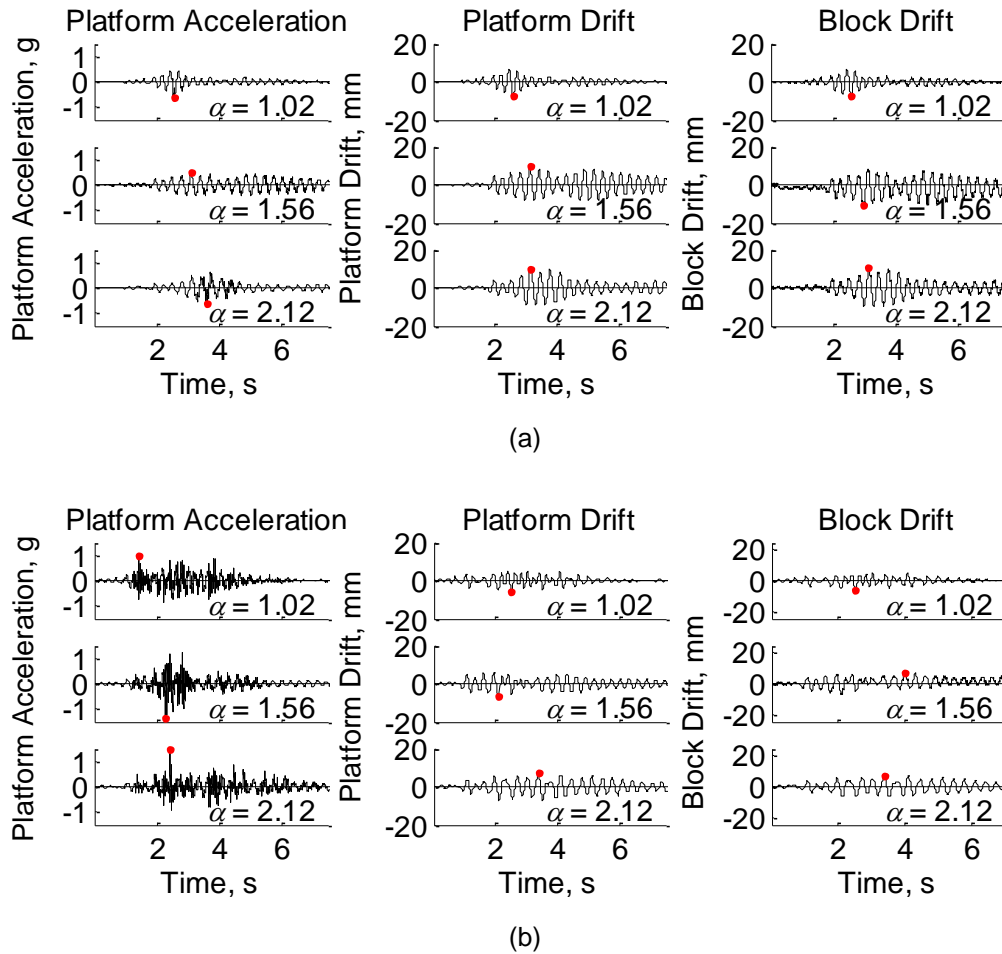 Platform Acceleration Platform Drift Block Drift
Platform Acceleration, g
1
0
-1
α = 1.02
1
0
-1
α = 1.56
1
0
-1
α = 2.12
2 4 6
Time, s
Platform Drift, mm
20
0
-20
α = 1.02
20
0
-20
α = 1.56
20
0
-20
α = 2.12
2 4 6
Time, s
Block Drift, mm
20
0
-20
α = 1.02
20
0
-20
α = 1.56
20
0
-20
α = 2.12
2 4 6
Time, s
(a)
Platform Acceleration Platform Drift Block Drift
Platform Acceleration, g
1
0
-1
α = 1.02
1
0
-1
α = 1.56
1
0
-1
α = 2.12
2 4 6
Time, s
Platform Drift, mm
20
0
-20
α = 1.02
20
0
-20
α = 1.56
20
0
-20
α = 2.12
2 4 6
Time, s
Block Drift, mm
20
0
-20
α = 1.02
20
0
-20
α = 1.56
20
0
-20
α = 2.12
2 4 6
Time, s
(b)